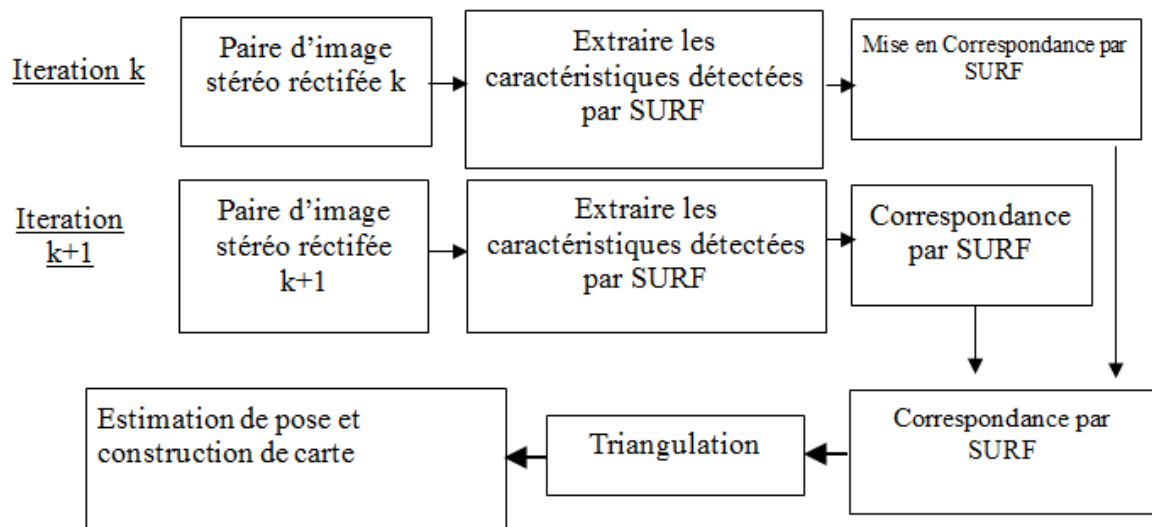 Iteration k
Paire d'image
stéréo réctifée k
Extraire les
caractéristiques détectées
par SURF
Mise en Correspondance par
SURF
Iteration
k+1
Paire d'image
stéréo réctifée
k+1
Extraire les
caractéristiques détectées
par SURF
Correspondance
par SURF
Estimation de pose et
construction de carte
Triangulation
Correspondance par
SURF